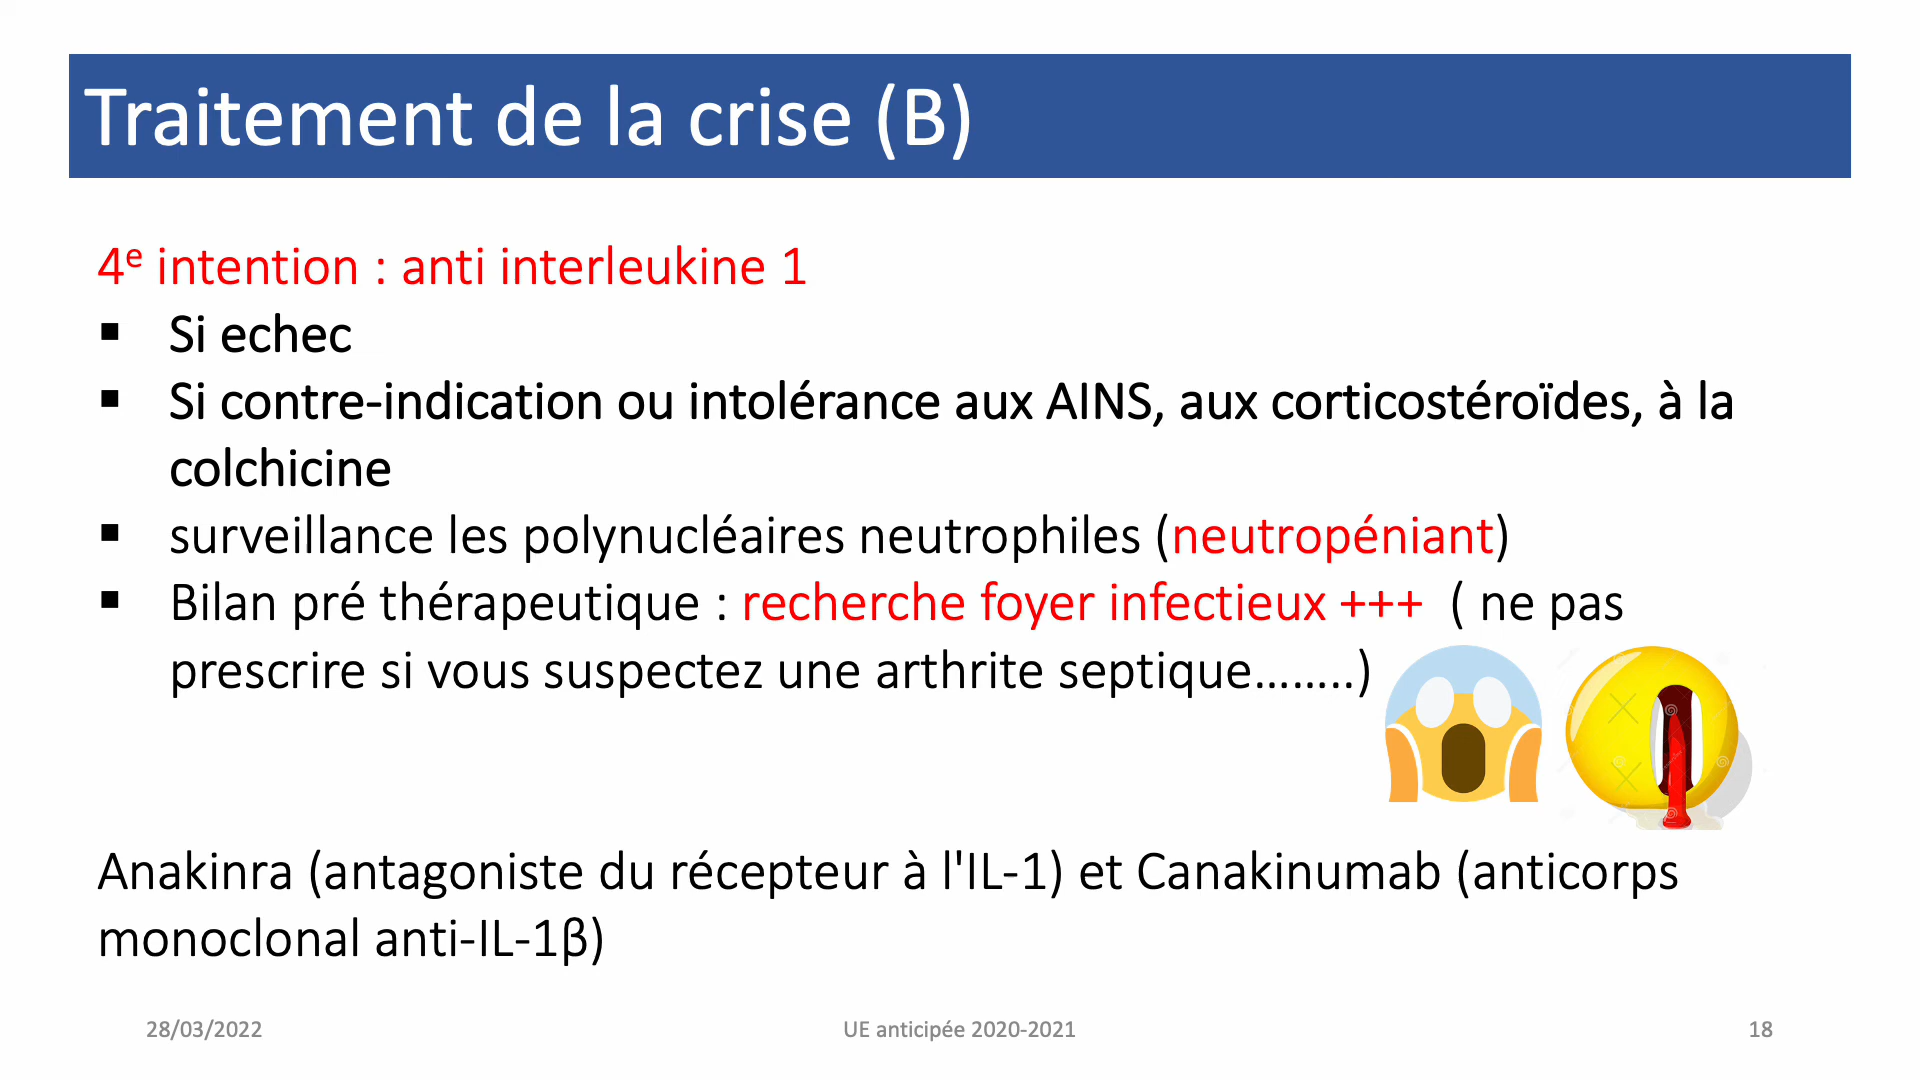 Traitement de la crise (B)
4e intention : anti interleukine 1
▪ Si echec
▪ Si contre-indication ou intolérance aux AINS, aux corticostéroïdes, à la
colchicine
▪ surveillance les polynucléaires neutrophiles (neutropéniant)
▪ Bilan pré thérapeutique : recherche foyer infectieux +++ ( ne pas
prescrire si vous suspectez une arthrite septique........)
Anakinra (antagoniste du récepteur à l'IL-1) et Canakinumab (anticorps
monoclonal anti-IL-1β)
28/03/2022
UE anticipée 2020-2021
18